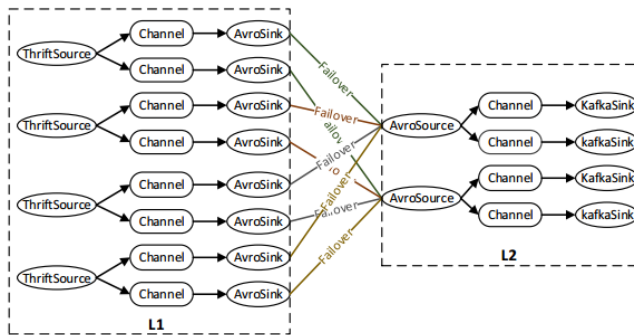 Channel
AvroSink
ThriftSource
Channel
AvroSink
Failover
Channel
AvroSink
ThriftSource
Failover
Channel
AvroSink
Failover
Channel
AvroSink
ThriftSource
Failover
Channel
AvroSink
Failover
Channel
AvroSink
ThriftSource
Failover
Channel
AvroSink
L1
Channel
KafkaSink
AvroSource
Channel
kafkaSink
Channel
KafkaSink
AvroSource
Channel
kafkaSink
L2